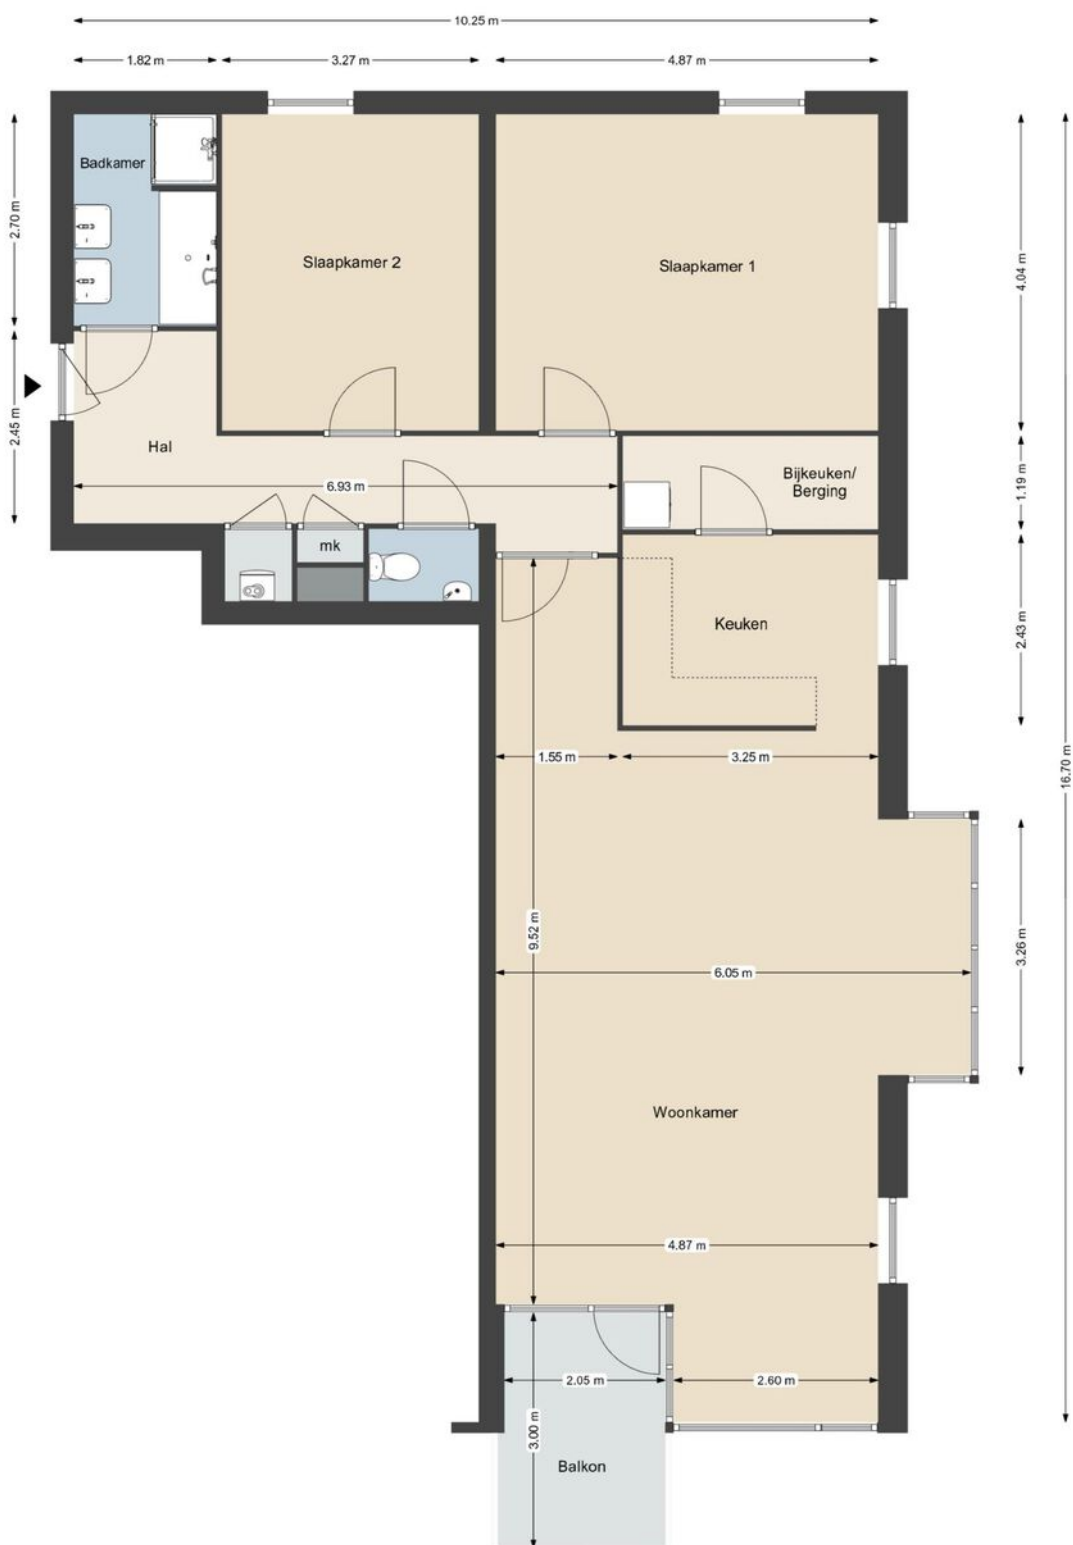 10.25 m
1.82 m
3.27 m
4.87 m
Badkamer
2.70 m
Slaapkamer 2
Slaapkamer 1
4.04 m
2.45 m
Hal
6.93 m
Bijkeuken/
Berging
1.19 m
mk
Keuken
2.43 m
1.55 m
3.25 m
16.70 m
9.52 m
3.26 m
6.05 m
Woonkamer
4.87 m
2.05 m
2.60 m
3.00 m
Balkon